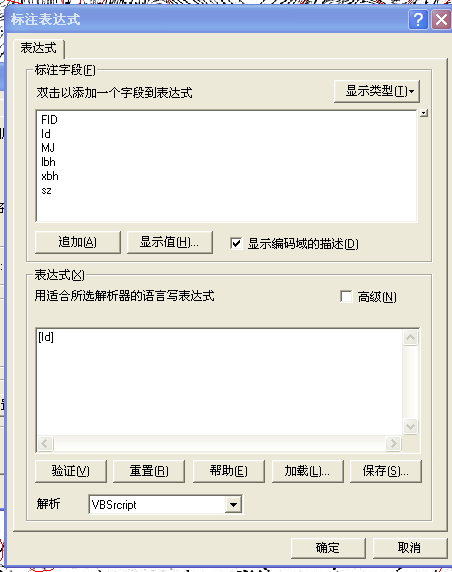 标注表达式
表达式
标注字段(F)
双击以添加一个字段到表达式
显示类型(T)
FID
Id
MJ
lbh
xbh
sz
追加(A)
显示值(H)...
显示编码域的描述(D)
表达式(X)
用适合所选解析器的语言写表达式
高级(N)
[Id]
验证(V)
重置(R)
帮助(E)
加载(L)...
保存(S)...
解析
VBSrcript
确定
取消